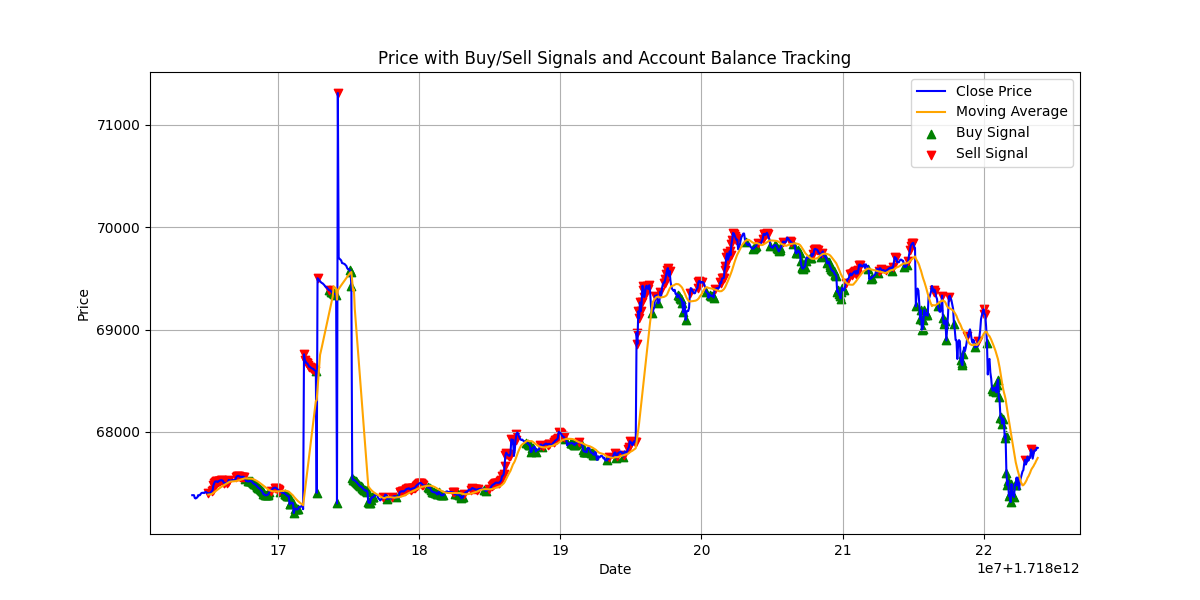 Price with Buy/Sell Signals and Account Balance Tracking
Close Price
Moving Average
Buy Signal
Sell Signal
71000
70000
69000
68000
Price
17 18 19 20 21 22
Date
1e7+1.718e12